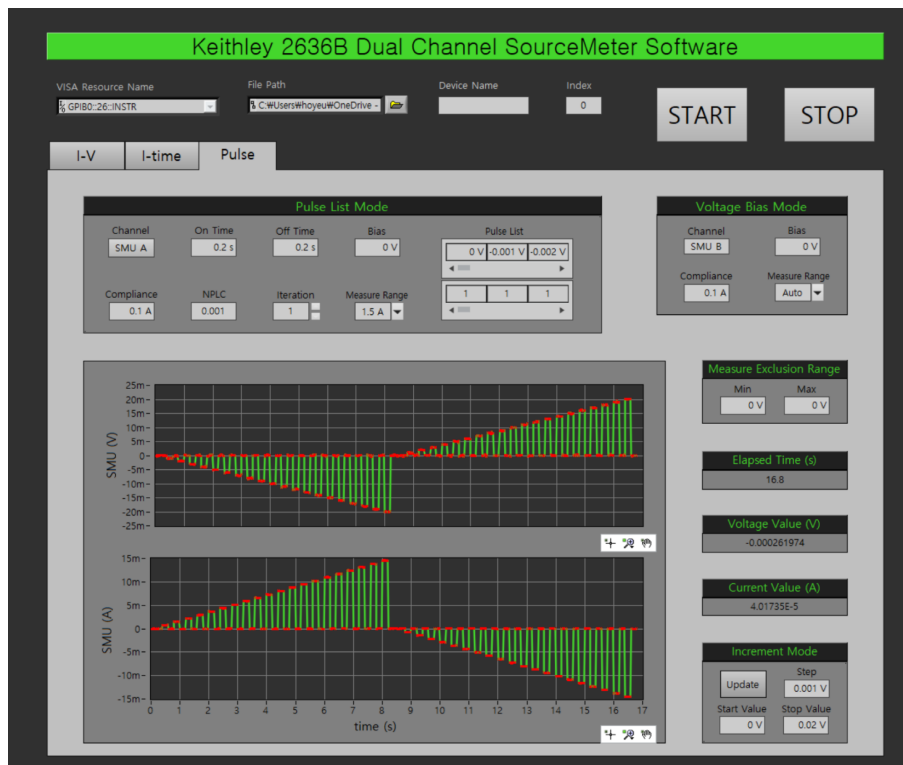 Keithley 2636B Dual Channel SourceMeter Software
VISA Resource Name
File Path
Device Name
Index
GPIB0::26::INSTR
C:₩Users₩hoyeu₩OneDrive -
0
START
STOP
I-V
I-time
Pulse
Pulse List Mode
Channel
On Time
Off Time
Bias
Pulse List
SMU A
0.2 s
0.2 s
0 V
0 V
-0.001 V
-0.002 V
Compliance
NPLC
Iteration
Measure Range
0.1 A
0.001
1
1.5 A
1
1
1
Voltage Bias Mode
Channel
Bias
SMU B
0 V
Compliance
Measure Range
0.1 A
Auto
SMU (V)
25m
20m
15m
10m
5m
0
-5m
-10m
-15m
-20m
-25m
SMU (A)
15m
10m
5m
0
-5m
-10m
-15m
0 1 2 3 4 5 6 7 8 9 10 11 12 13 14 15 16 17
time (s)
Measure Exclusion Range
Min
Max
0 V
0 V
Elapsed Time (s)
16.8
Voltage Value (V)
-0.000261974
Current Value (A)
4.01735E-5
Increment Mode
Update
Step
0.001 V
Start Value
Stop Value
0 V
0.02 V